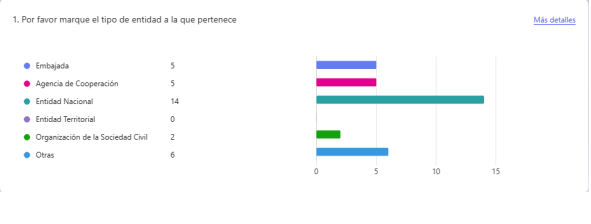 1. Por favor marque el tipo de entidad a la que pertenece
Más detalles
Embajada 5
Agencia de Cooperación 5
Entidad Nacional 14
Entidad Territorial 0
Organización de la Sociedad Civil 2
Otras 6
0 5 10 15